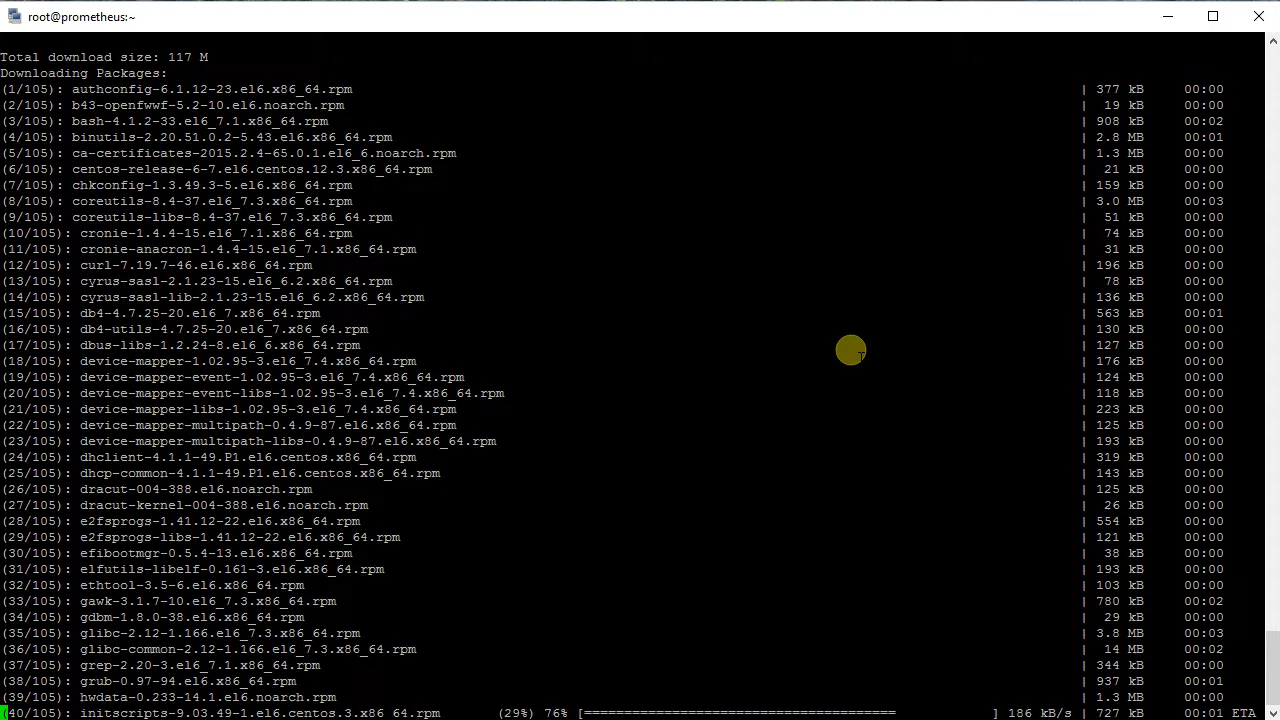 root@prometheus:~
Total download size: 117 M
Downloading Packages:
(1/105): authconfig-6.1.12-23.el6.x86_64.rpm | 377 kB 00:00
(2/105): b43-openfwwf-5.2-10.el6.noarch.rpm | 19 kB 00:00
(3/105): bash-4.1.2-33.el6_7.1.x86_64.rpm | 908 kB 00:02
(4/105): binutils-2.20.51.0.2-5.43.el6.x86_64.rpm | 2.8 MB 00:01
(5/105): ca-certificates-2015.2.4-65.0.1.el6_6.noarch.rpm | 1.3 MB 00:00
(6/105): centos-release-6-7.el6.centos.12.3.x86_64.rpm | 21 kB 00:00
(7/105): chkconfig-1.3.49.3-5.el6.x86_64.rpm | 159 kB 00:00
(8/105): coreutils-8.4-37.el6_7.3.x86_64.rpm | 3.0 MB 00:03
(9/105): coreutils-libs-8.4-37.el6_7.3.x86_64.rpm | 51 kB 00:00
(10/105): cronie-1.4.4-15.el6_7.1.x86_64.rpm | 74 kB 00:00
(11/105): cronie-anacron-1.4.4-15.el6_7.1.x86_64.rpm | 31 kB 00:00
(12/105): curl-7.19.7-46.el6.x86_64.rpm | 196 kB 00:00
(13/105): cyrus-sasl-2.1.23-15.el6_6.2.x86_64.rpm | 78 kB 00:00
(14/105): cyrus-sasl-lib-2.1.23-15.el6_6.2.x86_64.rpm | 136 kB 00:00
(15/105): db4-4.7.25-20.el6_7.x86_64.rpm | 563 kB 00:01
(16/105): db4-utils-4.7.25-20.el6_7.x86_64.rpm | 130 kB 00:00
(17/105): dbus-libs-1.2.24-8.el6_6.x86_64.rpm | 127 kB 00:00
(18/105): device-mapper-1.02.95-3.el6_7.4.x86_64.rpm | 176 kB 00:00
(19/105): device-mapper-event-1.02.95-3.el6_7.4.x86_64.rpm | 124 kB 00:00
(20/105): device-mapper-event-libs-1.02.95-3.el6_7.4.x86_64.rpm | 118 kB 00:00
(21/105): device-mapper-libs-1.02.95-3.el6_7.4.x86_64.rpm | 223 kB 00:00
(22/105): device-mapper-multipath-0.4.9-87.el6.x86_64.rpm | 125 kB 00:00
(23/105): device-mapper-multipath-libs-0.4.9-87.el6.x86_64.rpm | 193 kB 00:00
(24/105): dhclient-4.1.1-49.P1.el6.centos.x86_64.rpm | 319 kB 00:00
(25/105): dhcp-common-4.1.1-49.P1.el6.centos.x86_64.rpm | 143 kB 00:00
(26/105): dracut-004-388.el6.noarch.rpm | 125 kB 00:00
(27/105): dracut-kernel-004-388.el6.noarch.rpm | 26 kB 00:00
(28/105): e2fsprogs-1.41.12-22.el6.x86_64.rpm | 554 kB 00:00
(29/105): e2fsprogs-libs-1.41.12-22.el6.x86_64.rpm | 121 kB 00:00
(30/105): efibootmgr-0.5.4-13.el6.x86_64.rpm | 38 kB 00:00
(31/105): elfutils-libelf-0.161-3.el6.x86_64.rpm | 193 kB 00:00
(32/105): ethtool-3.5-6.el6.x86_64.rpm | 103 kB 00:00
(33/105): gawk-3.1.7-10.el6_7.3.x86_64.rpm | 780 kB 00:02
(34/105): gdbm-1.8.0-38.el6.x86_64.rpm | 29 kB 00:00
(35/105): glibc-2.12-1.166.el6_7.3.x86_64.rpm | 3.8 MB 00:03
(36/105): glibc-common-2.12-1.166.el6_7.3.x86_64.rpm | 14 MB 00:02
(37/105): grep-2.20-3.el6_7.1.x86_64.rpm | 344 kB 00:00
(38/105): grub-0.97-94.el6.x86_64.rpm | 937 kB 00:01
(39/105): hwdata-0.233-14.1.el6.noarch.rpm | 1.3 MB 00:00
(40/105): initscripts-9.03.49-1.el6.centos.3.x86_64.rpm (29%) 76% [======================================= ] 186 kB/s | 727 kB 00:01 ETA